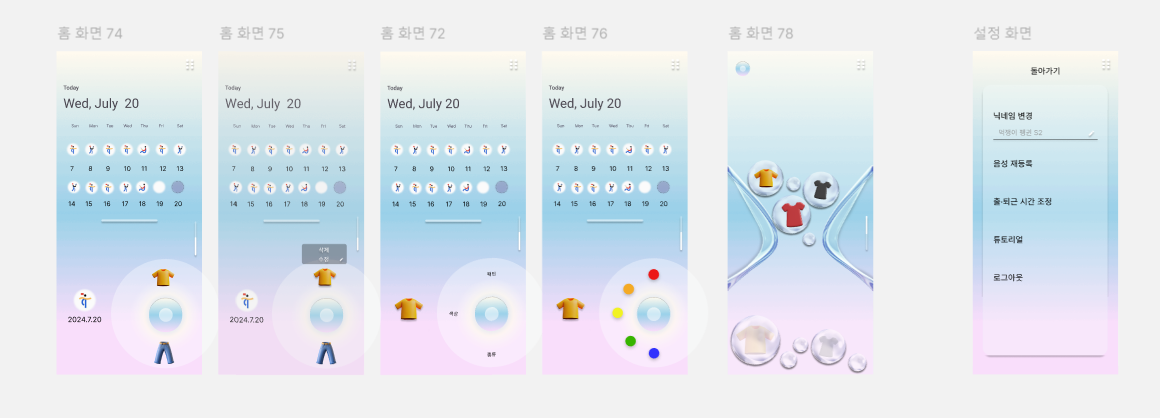 홈 화면 74
Today
Wed, July 20
Sun Mon Tue Wed Thu Fri Sat
7 8 9 10 11 12 13
14 15 16 17 18 19 20
2024.7.20
홈 화면 75
Today
Wed, July 20
Sun Mon Tue Wed Thu Fri Sat
7 8 9 10 11 12 13
14 15 16 17 18 19 20
삭제
수정
2024.7.20
홈 화면 72
Today
Wed, July 20
Sun Mon Tue Wed Thu Fri Sat
7 8 9 10 11 12 13
14 15 16 17 18 19 20
패턴
색상
종류
홈 화면 76
Today
Wed, July 20
Sun Mon Tue Wed Thu Fri Sat
7 8 9 10 11 12 13
14 15 16 17 18 19 20
홈 화면 78
설정 화면
돌아가기
닉네임 변경
음성 재등록
출·퇴근 시간 조정
튜토리얼
로그아웃